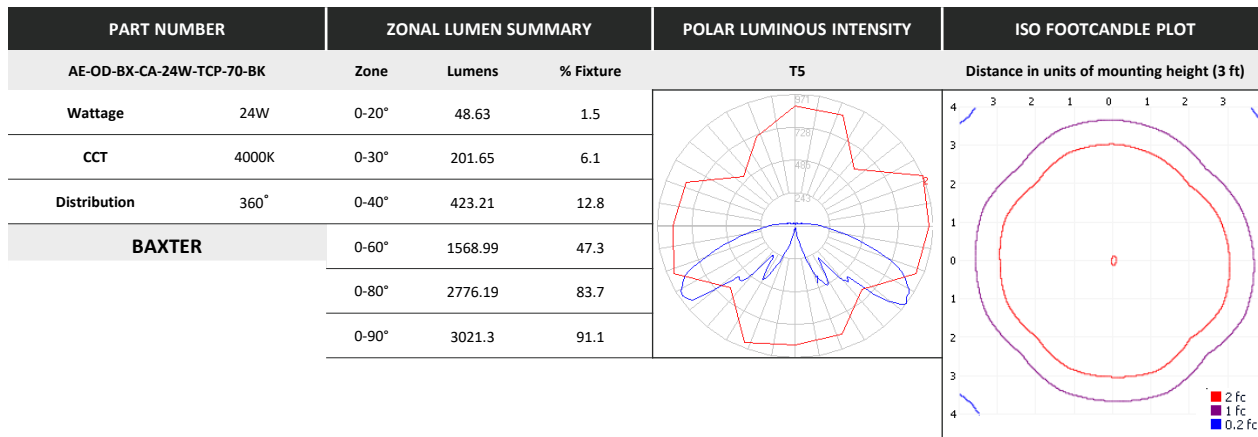 PART NUMBER
ZONAL LUMEN SUMMARY
POLAR LUMINOUS INTENSITY
ISO FOOTCANDLE PLOT
AE-OD-BX-CA-24W-TCP-70-BK
Zone Lumens % Fixture
T5
Distance in units of mounting height (3 ft)
Wattage 24W
0-20° 48.63 1.5
CCT 4000K
0-30° 201.65 6.1
Distribution 360°
0-40° 423.21 12.8
BAXTER
0-60° 1568.99 47.3
0-80° 2776.19 83.7
0-90° 3021.3 91.1
971
728
485
243
2
3 2 1 0 1 2 3
4
3
2
1
0
1
2
3
4
2 fc
1 fc
0.2 fc